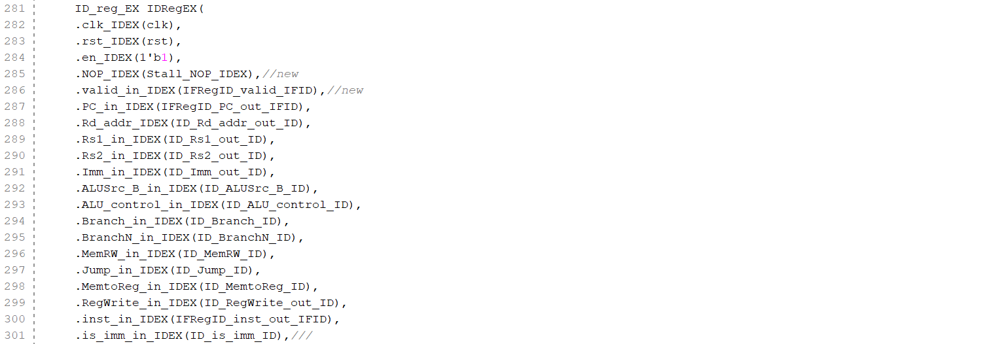 281 ID_reg_EX IDRegEX(
282 .clk_IDEX(clk),
283 .rst_IDEX(rst),
284 .en_IDEX(1'b1),
285 .NOP_IDEX(Stall_NOP_IDEX),//new
286 .valid_in_IDEX(IFRegID_valid_IFID),//new
287 .PC_in_IDEX(IFRegID_PC_out_IFID),
288 .Rd_addr_IDEX(ID_Rd_addr_out_ID),
289 .Rs1_in_IDEX(ID_Rs1_out_ID),
290 .Rs2_in_IDEX(ID_Rs2_out_ID),
291 .Imm_in_IDEX(ID_Imm_out_ID),
292 .ALUSrc_B_in_IDEX(ID_ALUSrc_B_ID),
293 .ALU_control_in_IDEX(ID_ALU_control_ID),
294 .Branch_in_IDEX(ID_Branch_ID),
295 .BranchN_in_IDEX(ID_BranchN_ID),
296 .MemRW_in_IDEX(ID_MemRW_ID),
297 .Jump_in_IDEX(ID_Jump_ID),
298 .MemtoReg_in_IDEX(ID_MemtoReg_ID),
299 .RegWrite_in_IDEX(ID_RegWrite_out_ID),
300 .inst_in_IDEX(IFRegID_inst_out_IFID),
301 .is_imm_in_IDEX(ID_is_imm_ID),///